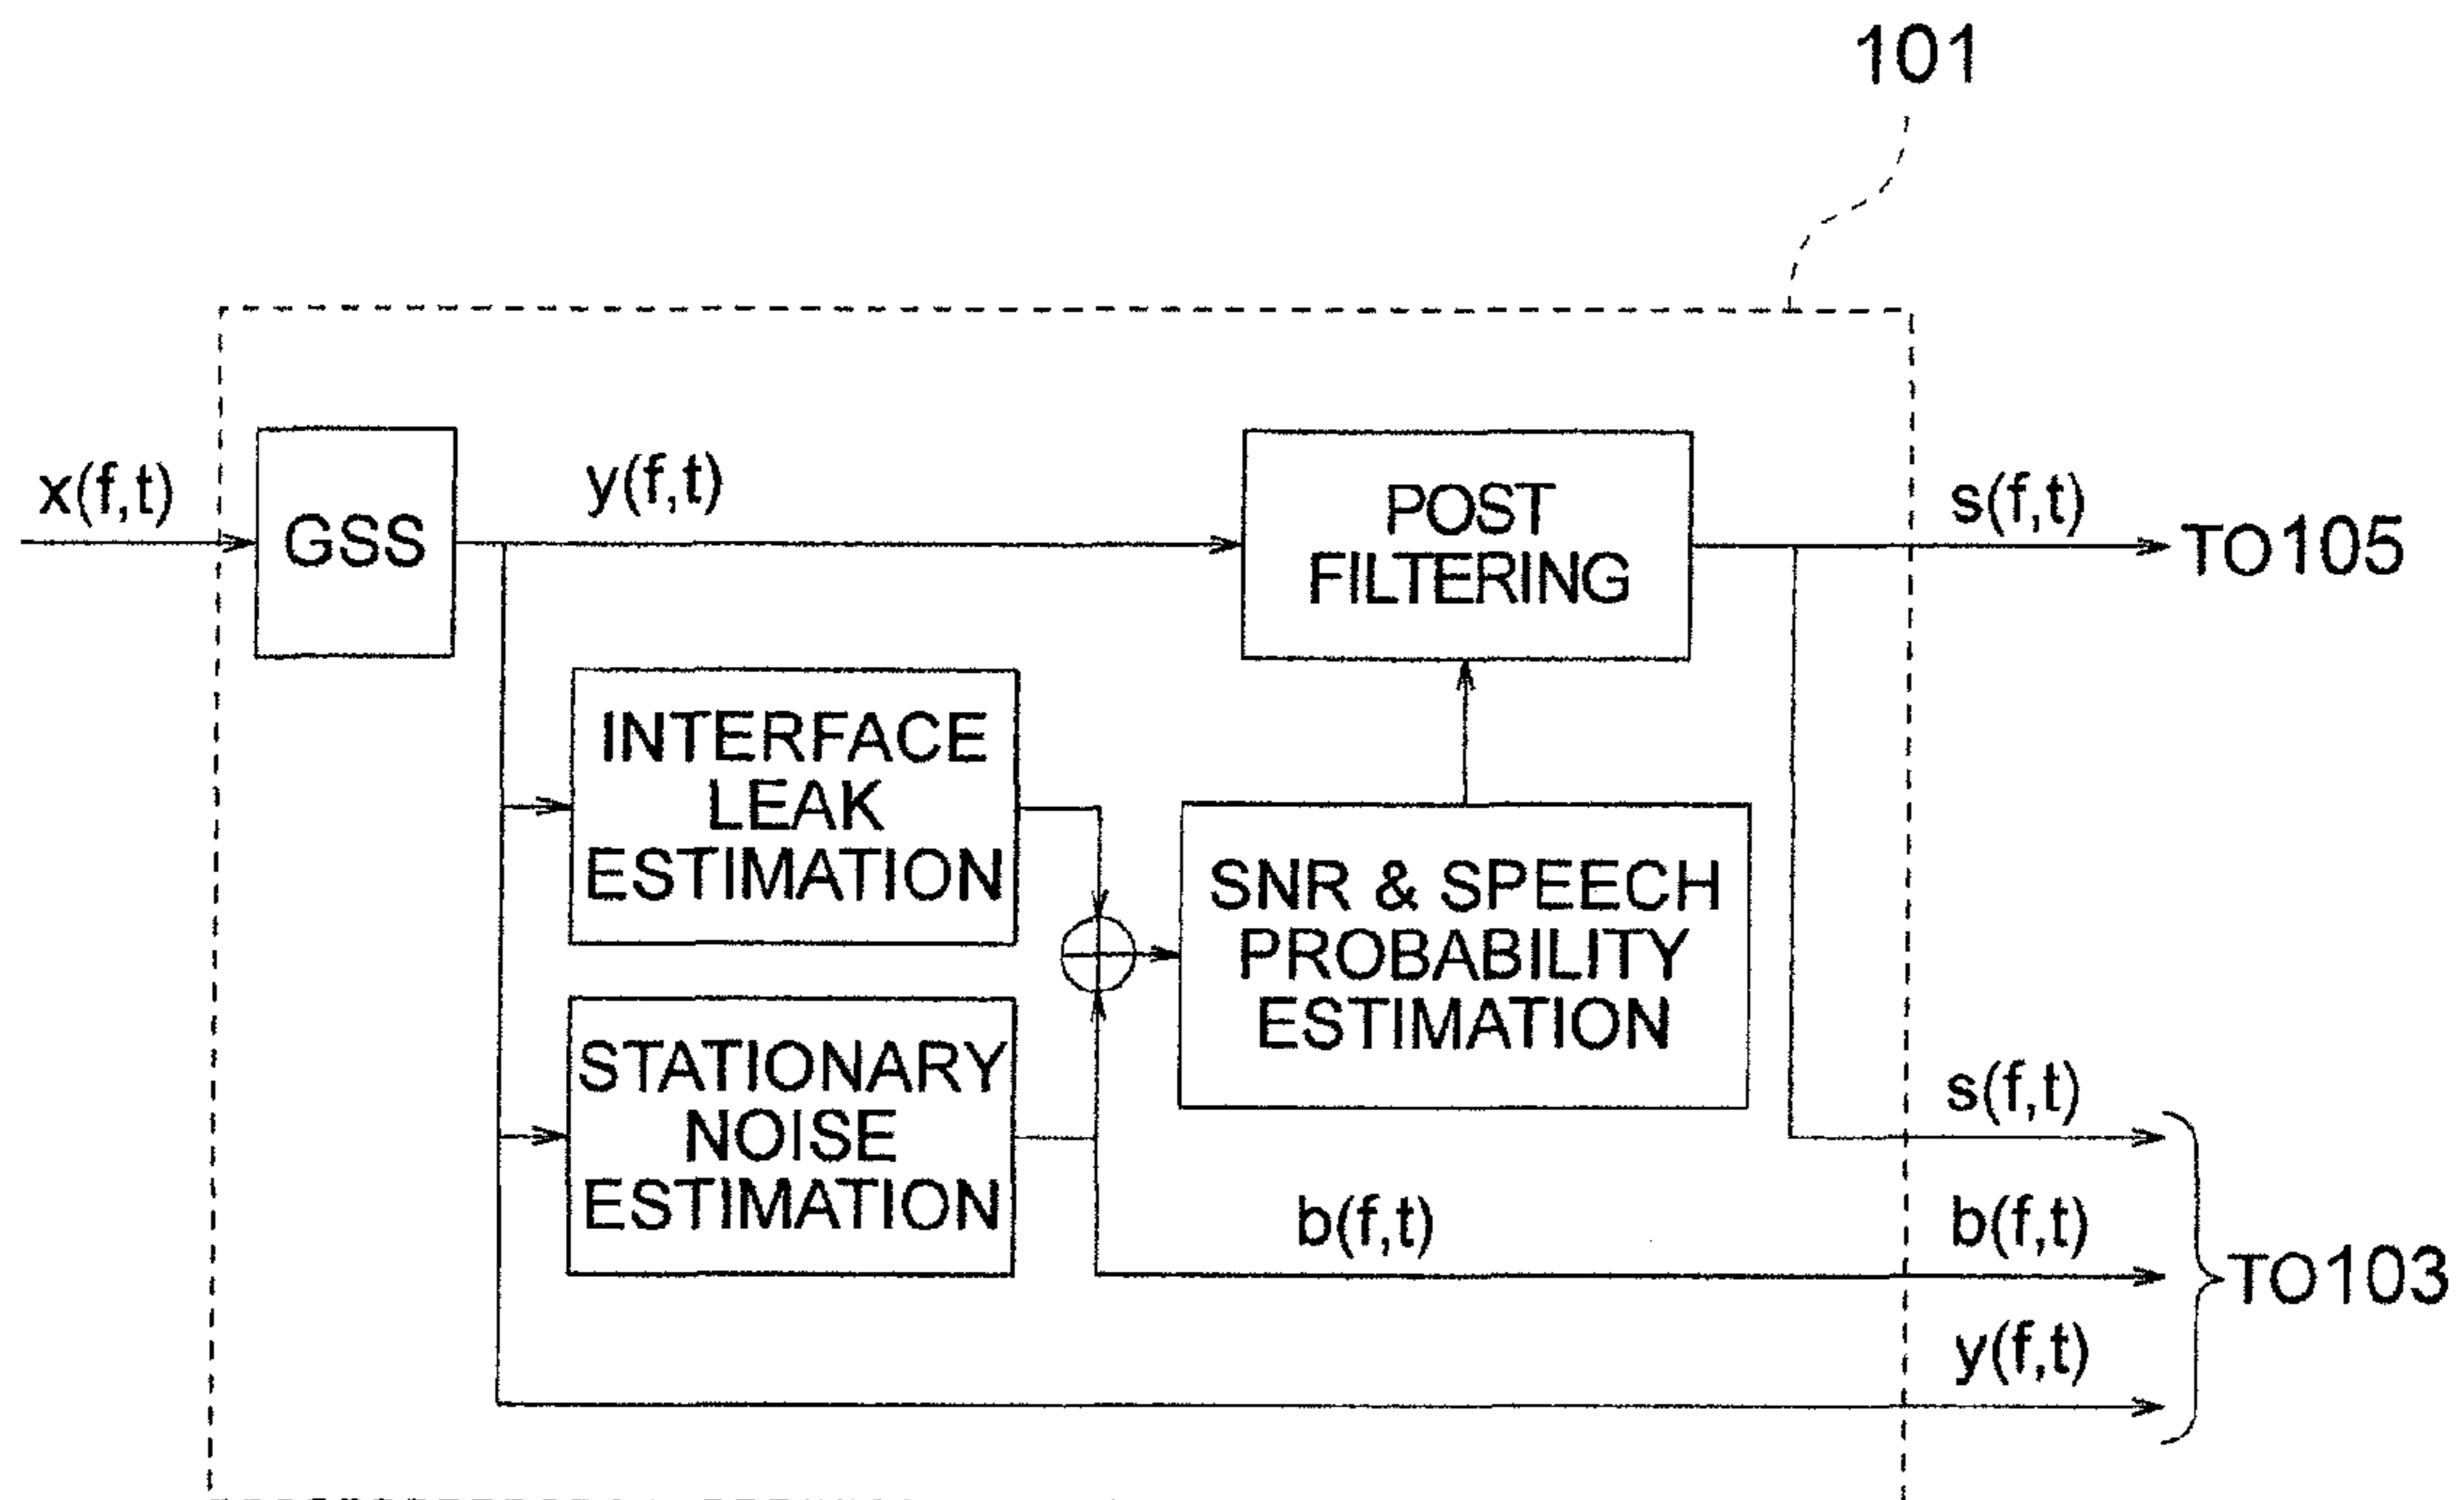 101
x(f,t)
GSS
y(f,t)
POST
FILTERING
s(f,t)
TO105
INTERFACE
LEAK
ESTIMATION
SNR & SPEECH
PROBABILITY
ESTIMATION
STATIONARY
NOISE
ESTIMATION
s(f,t)
b(f,t)
b(f,t)
TO103
y(f,t)